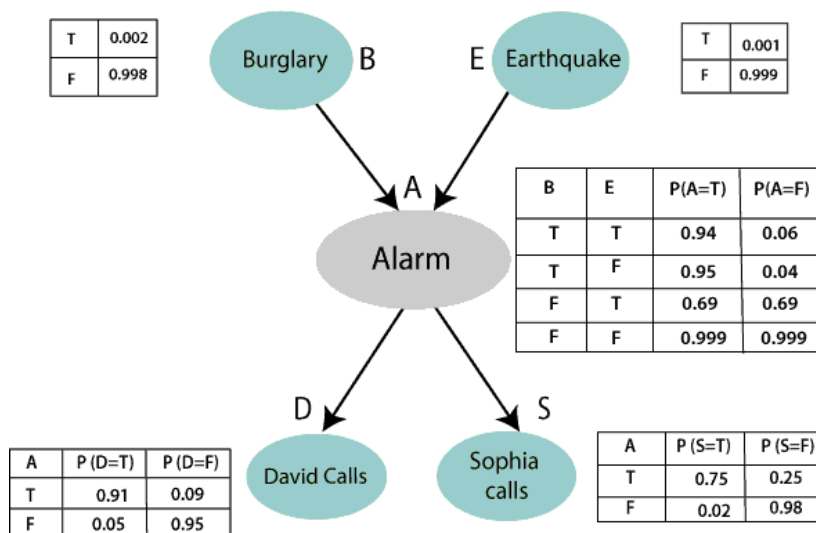 T 0.002
F 0.998
Burglary B
E Earthquake
T 0.001
F 0.999
A
B E P(A=T) P(A=F)
T T 0.94 0.06
T F 0.95 0.04
F T 0.69 0.69
F F 0.999 0.999
Alarm
D
S
A P (D=T) P (D=F)
T 0.91 0.09
F 0.05 0.95
David Calls
Sophia
calls
A P (S=T) P (S=F)
T 0.75 0.25
F 0.02 0.98